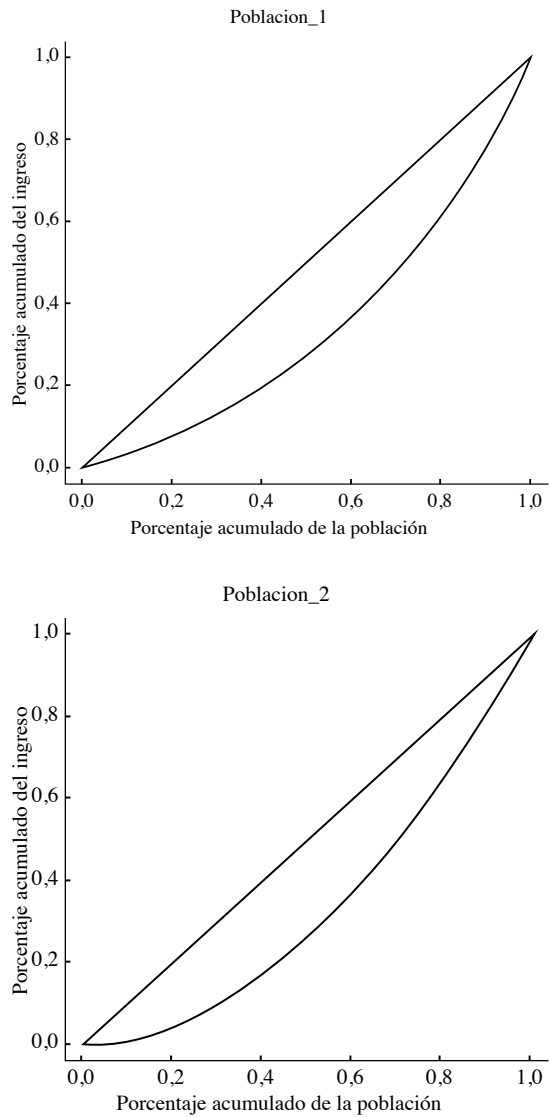 Poblacion_1
1,0
0,8
0,6
0,4
0,2
0,0
Porcentaje acumulado del ingreso
0,0 0,2 0,4 0,6 0,8 1,0
Porcentaje acumulado de la población
Poblacion_2
1,0
0,8
0,6
0,4
0,2
0,0
Porcentaje acumulado del ingreso
0,0 0,2 0,4 0,6 0,8 1,0
Porcentaje acumulado de la población